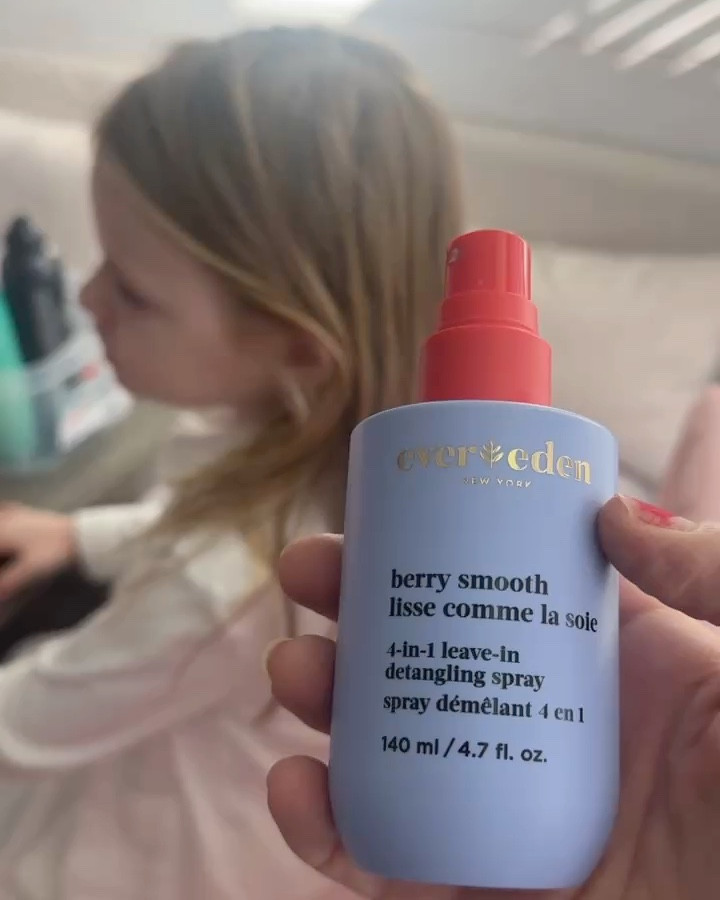 ever eden
NEW YORK
berry smooth
lisse comme la soie
4-in-1 leave-in
detangling spray
spray démêlant 4 en 1
140 ml / 4.7 fl. oz.